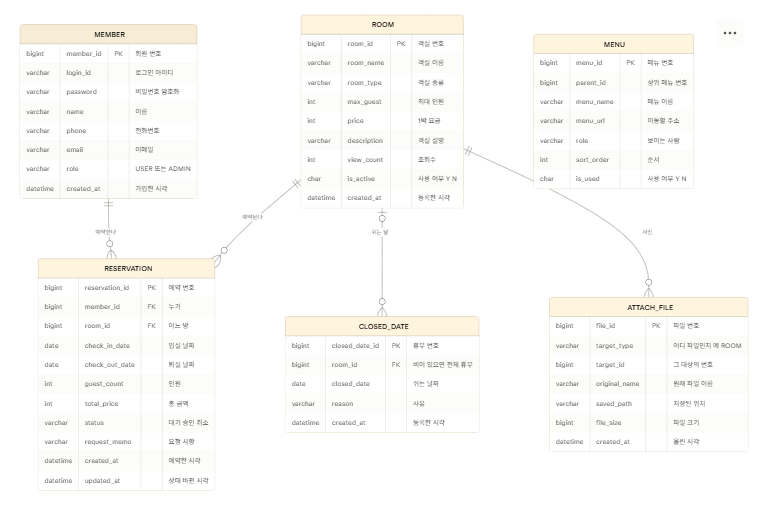 MEMBER
bigint member_id PK 회원 번호
varchar login_id 로그인 아이디
varchar password 비밀번호 암호화
varchar name 이름
varchar phone 전화번호
varchar email 이메일
varchar role USER 또는 ADMIN
datetime created_at 가입한 시각
ROOM
bigint room_id PK 객실 번호
varchar room_name 객실 이름
varchar room_type 객실 종류
int max_guest 최대 인원
int price 1박 요금
varchar description 객실 설명
int view_count 조회수
char is_active 사용 여부 Y N
datetime created_at 등록한 시각
MENU
bigint menu_id PK 메뉴 번호
bigint parent_id 상위 메뉴 번호
varchar menu_name 메뉴 이름
varchar menu_url 이동할 주소
varchar role 보이는 사람
int sort_order 순서
char is_used 사용 여부 Y N
예약한다
예약된다
쉬는 날
사진
RESERVATION
bigint reservation_id PK 예약 번호
bigint member_id FK 누가
bigint room_id FK 어느 방
date check_in_date 입실 날짜
date check_out_date 퇴실 날짜
int guest_count 인원
int total_price 총 금액
varchar status 대기 승인 취소
varchar request_memo 요청 사항
datetime created_at 예약한 시각
datetime updated_at 상태 바뀐 시각
CLOSED_DATE
bigint closed_date_id PK 휴무 번호
bigint room_id FK 비어 있으면 전체 휴무
date closed_date 쉬는 날짜
varchar reason 사유
datetime created_at 등록한 시각
ATTACH_FILE
bigint file_id PK 파일 번호
varchar target_type 어디 파일인지 예 ROOM
bigint target_id 그 대상의 번호
varchar original_name 원래 파일 이름
varchar saved_path 저장된 위치
bigint file_size 파일 크기
datetime created_at 올린 시각